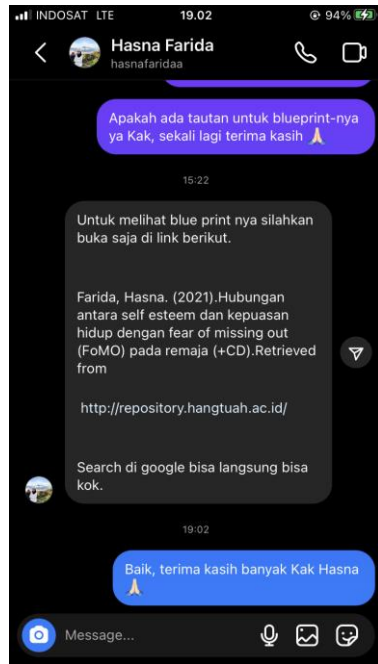 INDOSAT LTE 19.02 94%
Hasna Farida
hasnafaridaa
Apakah ada tautan untuk blueprint-nya
ya Kak, sekali lagi terima kasih 🙏🏻
15:22
Untuk melihat blue print nya silahkan
buka saja di link berikut.
Farida, Hasna. (2021).Hubungan
antara self esteem dan kepuasan
hidup dengan fear of missing out
(FoMO) pada remaja (+CD).Retrieved
from
http://repository.hangtuah.ac.id/
Search di google bisa langsung bisa
kok.
19:02
Baik, terima kasih banyak Kak Hasna
🙏🏻
Message...